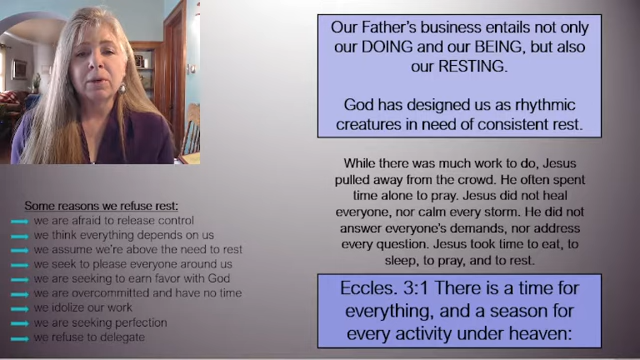 Our Father's business entails not only
our DOING and our BEING, but also
our RESTING.
God has designed us as rhythmic
creatures in need of consistent rest.
While there was much work to do, Jesus
pulled away from the crowd. He often spent
time alone to pray. Jesus did not heal
everyone, nor calm every storm. He did not
answer everyone's demands, nor address
every question. Jesus took time to eat, to
sleep, to pray, and to rest.
Eccles. 3:1 There is a time for
everything, and a season for
every activity under heaven:
Some reasons we refuse rest:
we are afraid to release control
we think everything depends on us
we assume we're above the need to rest
we seek to please everyone around us
we are seeking to earn favor with God
we are overcommitted and have no time
we idolize our work
we are seeking perfection
we refuse to delegate